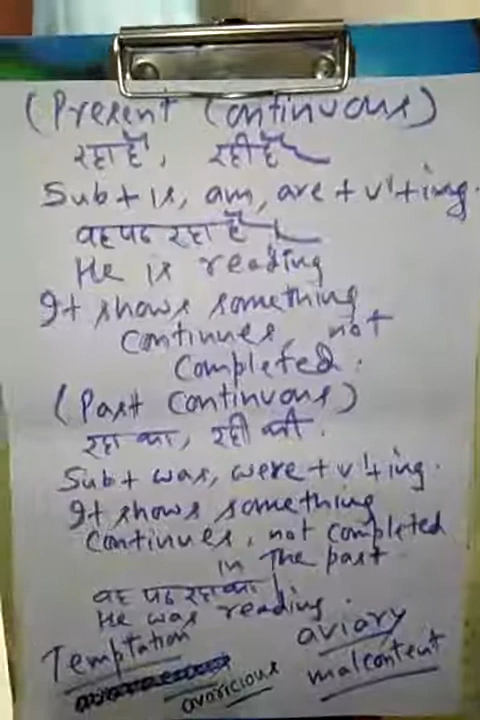 (Present Continuous)
रहा है, रही है
Sub + is, am, are + v¹ + ing.
वह पढ रहा है।
He is reading
It shows something
continues, not
completed.
(Past Continuous)
रहा था, रही थी.
Sub + was, were + v¹ + ing.
It shows something
continues, not completed
in the past
वह पढ रहा था।
He was reading.
Temptation
aviary
avaricious
malcontent